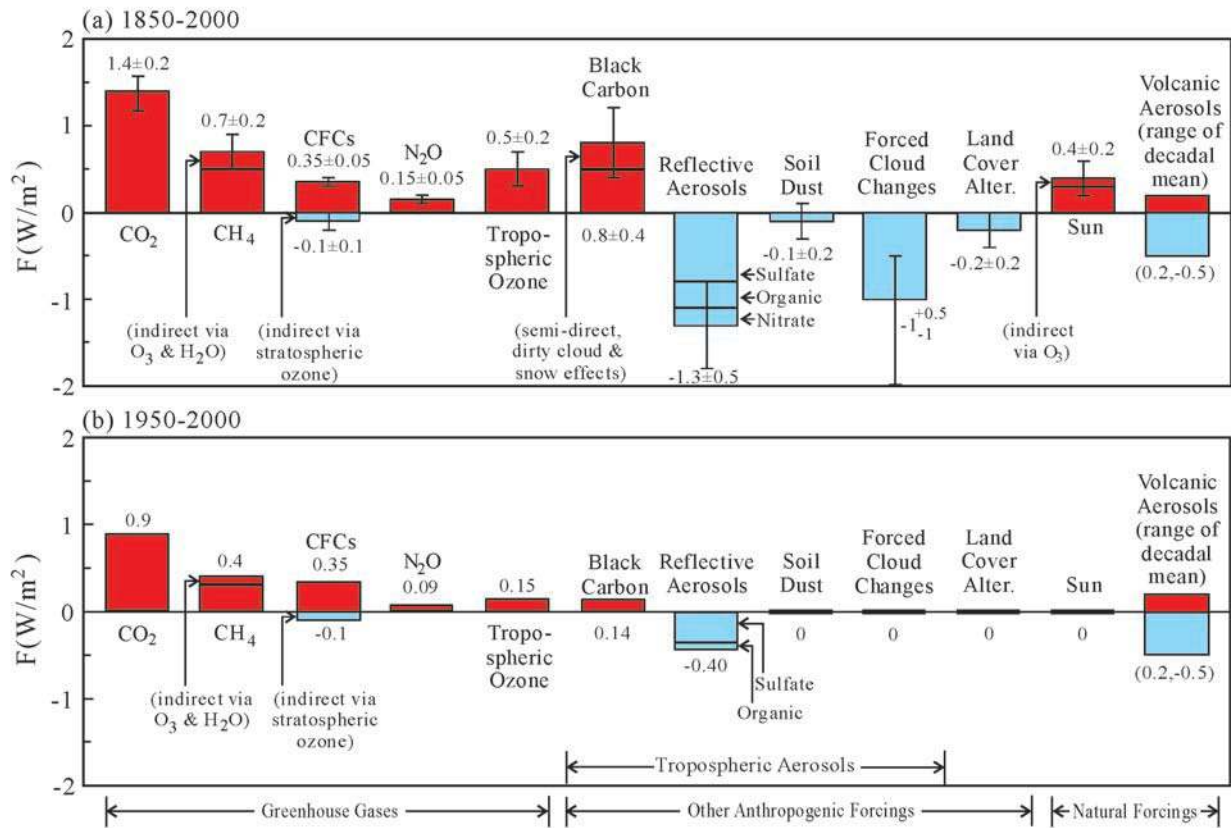 (a) 1850-2000
F(W/m²)
2
1
0
-1
-2
1.4±0.2
CO₂
0.7±0.2
CH₄
(indirect via
O₃ & H₂O)
CFCs
0.35±0.05
-0.1±0.1
(indirect via
stratospheric
ozone)
N₂O
0.15±0.05
0.5±0.2
Tropo-
spheric
Ozone
Black
Carbon
0.8±0.4
(semi-direct,
dirty cloud &
snow effects)
Reflective
Aerosols
Sulfate
Organic
Nitrate
-1.3±0.5
Soil
Dust
-0.1±0.2
Forced
Cloud
Changes
-1 +0.5 -1
Land
Cover
Alter.
-0.2±0.2
0.4±0.2
Sun
(indirect
via O₃)
Volcanic
Aerosols
(range of
decadal
mean)
(0.2,-0.5)
(b) 1950-2000
F(W/m²)
2
1
0
-1
-2
0.9
CO₂
0.4
CH₄
(indirect via
O₃ & H₂O)
CFCs
0.35
-0.1
(indirect via
stratospheric
ozone)
N₂O
0.09
0.15
Tropo-
spheric
Ozone
Black
Carbon
0.14
Reflective
Aerosols
-0.40
Sulfate
Organic
Soil
Dust
0
Forced
Cloud
Changes
0
Land
Cover
Alter.
0
Sun
0
Volcanic
Aerosols
(range of
decadal
mean)
(0.2,-0.5)
Tropospheric Aerosols
Greenhouse Gases
Other Anthropogenic Forcings
Natural Forcings